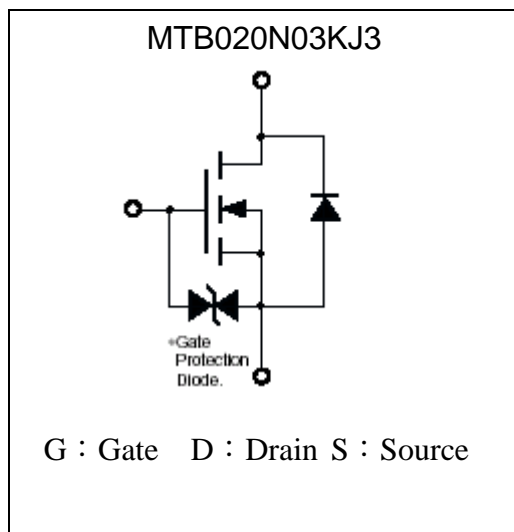 MTB020N03KJ3
*Gate
Protection
Diode.
G：Gate D：Drain S：Source